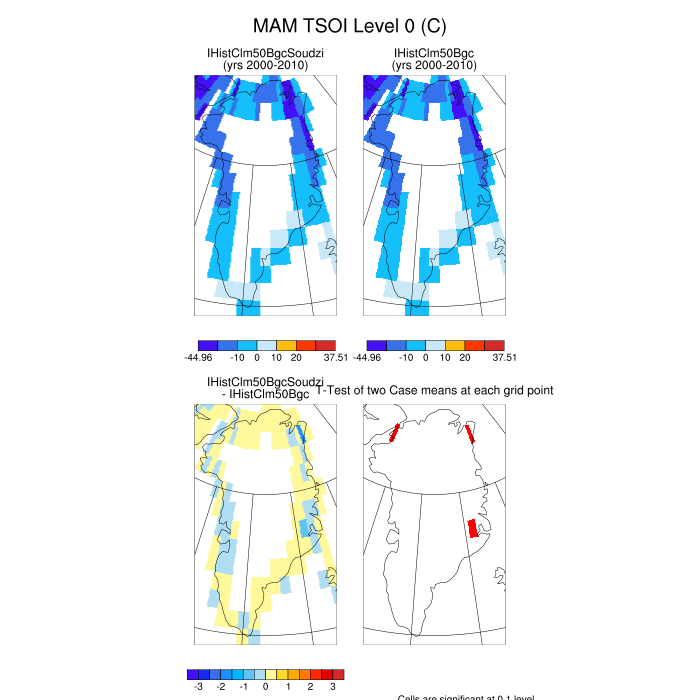 MAM TSOI Level 0 (C)
IHistClm50BgcSoudzi
(yrs 2000-2010)
IHistClm50Bgc
(yrs 2000-2010)
-44.96 -10 0 10 20 37.51
-44.96 -10 0 10 20 37.51
IHistClm50BgcSoudzi
- IHistClm50Bgc
T-Test of two Case means at each grid point
-3 -2 -1 0 1 2 3
Cells are significant at 0.1 level